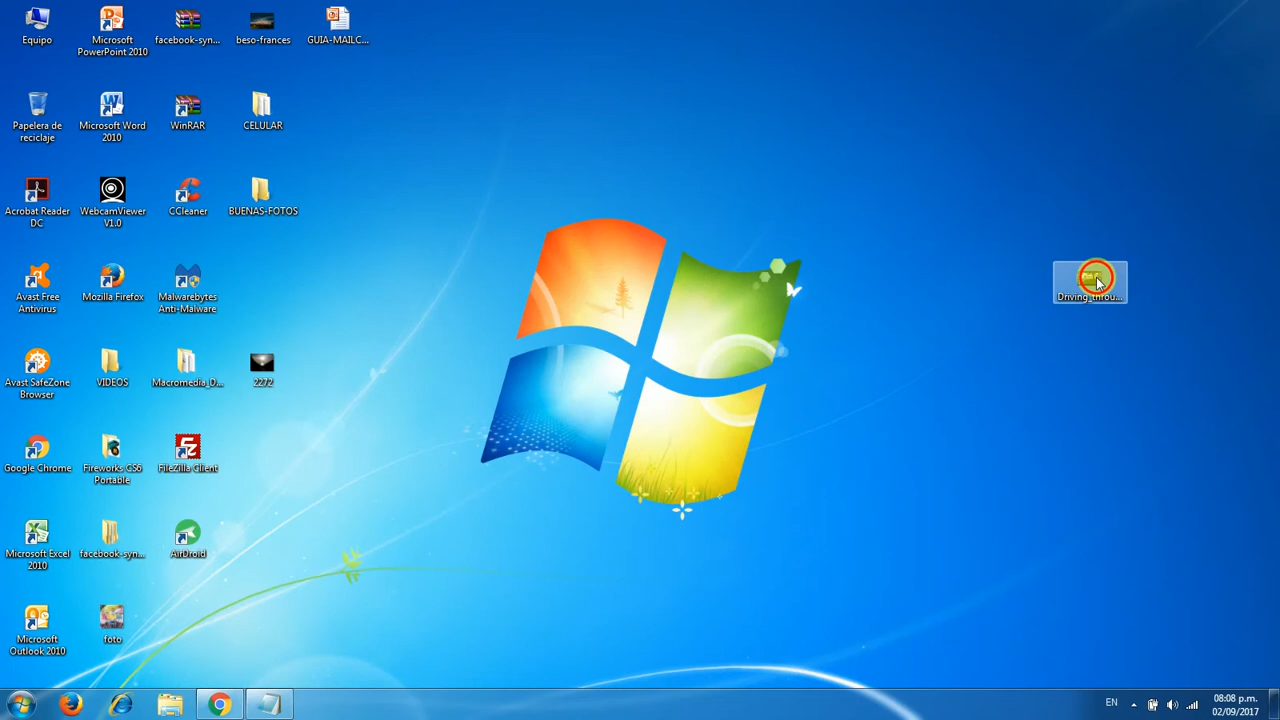 Equipo
Microsoft
PowerPoint 2010
facebook-syn...
beso-frances
GUIA-MAILC...
Papelera de
reciclaje
Microsoft Word
2010
WinRAR
CELULAR
Acrobat Reader
DC
WebcamViewer
V1.0
CCleaner
BUENAS-FOTOS
Avast Free
Antivirus
Mozilla Firefox
Malwarebytes
Anti-Malware
Driving_throu...
Avast SafeZone
Browser
VIDEOS
Macromedia_D...
2272
Google Chrome
Fireworks CS6
Portable
FileZilla Client
Microsoft Excel
2010
facebook-syn...
AirDroid
Microsoft
Outlook 2010
foto
EN
08:08 p.m.
02/09/2017